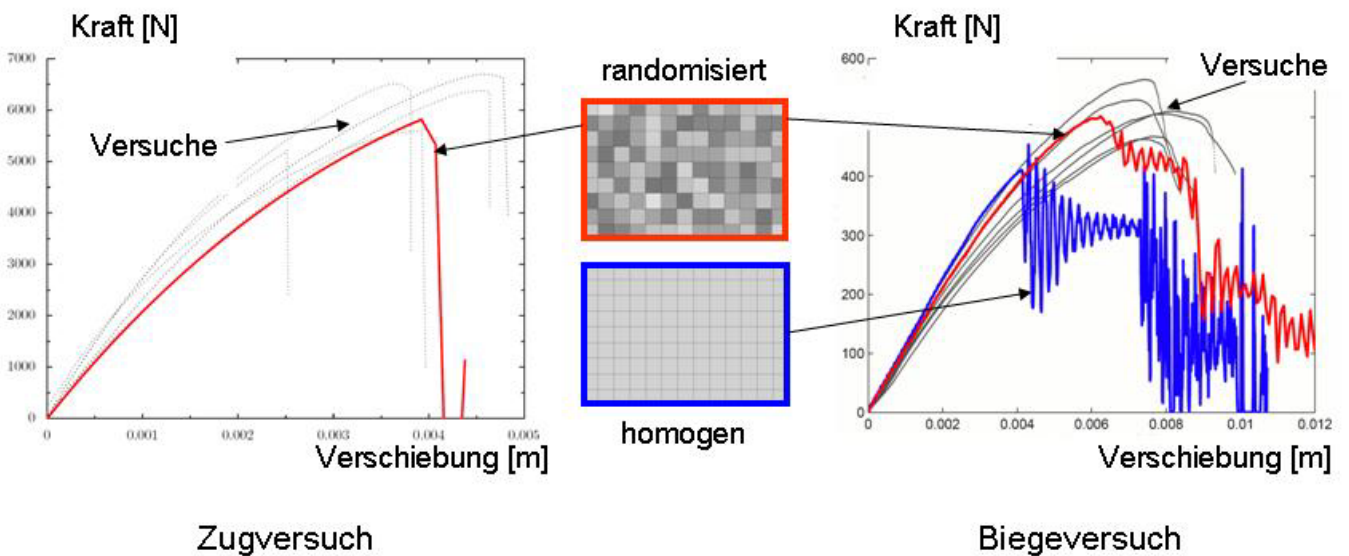 Kraft [N]
7000
6000
5000
4000
3000
2000
1000
0
0
0.001
0.002
0.003
0.004
0.005
Versuche
Verschiebung [m]
Zugversuch
randomisiert
homogen
Kraft [N]
600
400
300
200
100
0
0
0.002
0.004
0.006
0.008
0.01
0.012
Versuche
Verschiebung [m]
Biegeversuch